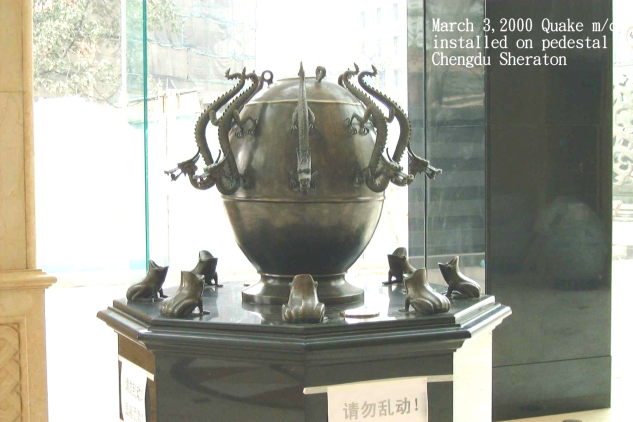 March 3,2000 Quake m/c
installed on pedestal
Chengdu Sheraton
请勿乱动!